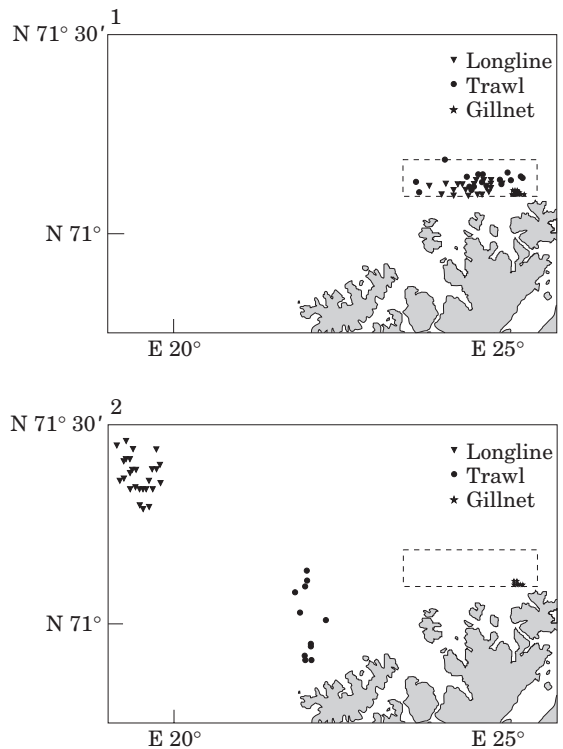 1
N 71° 30′
Longline
Trawl
Gillnet
N 71°
E 20° E 25°
2
N 71° 30′
Longline
Trawl
Gillnet
N 71°
E 20° E 25°